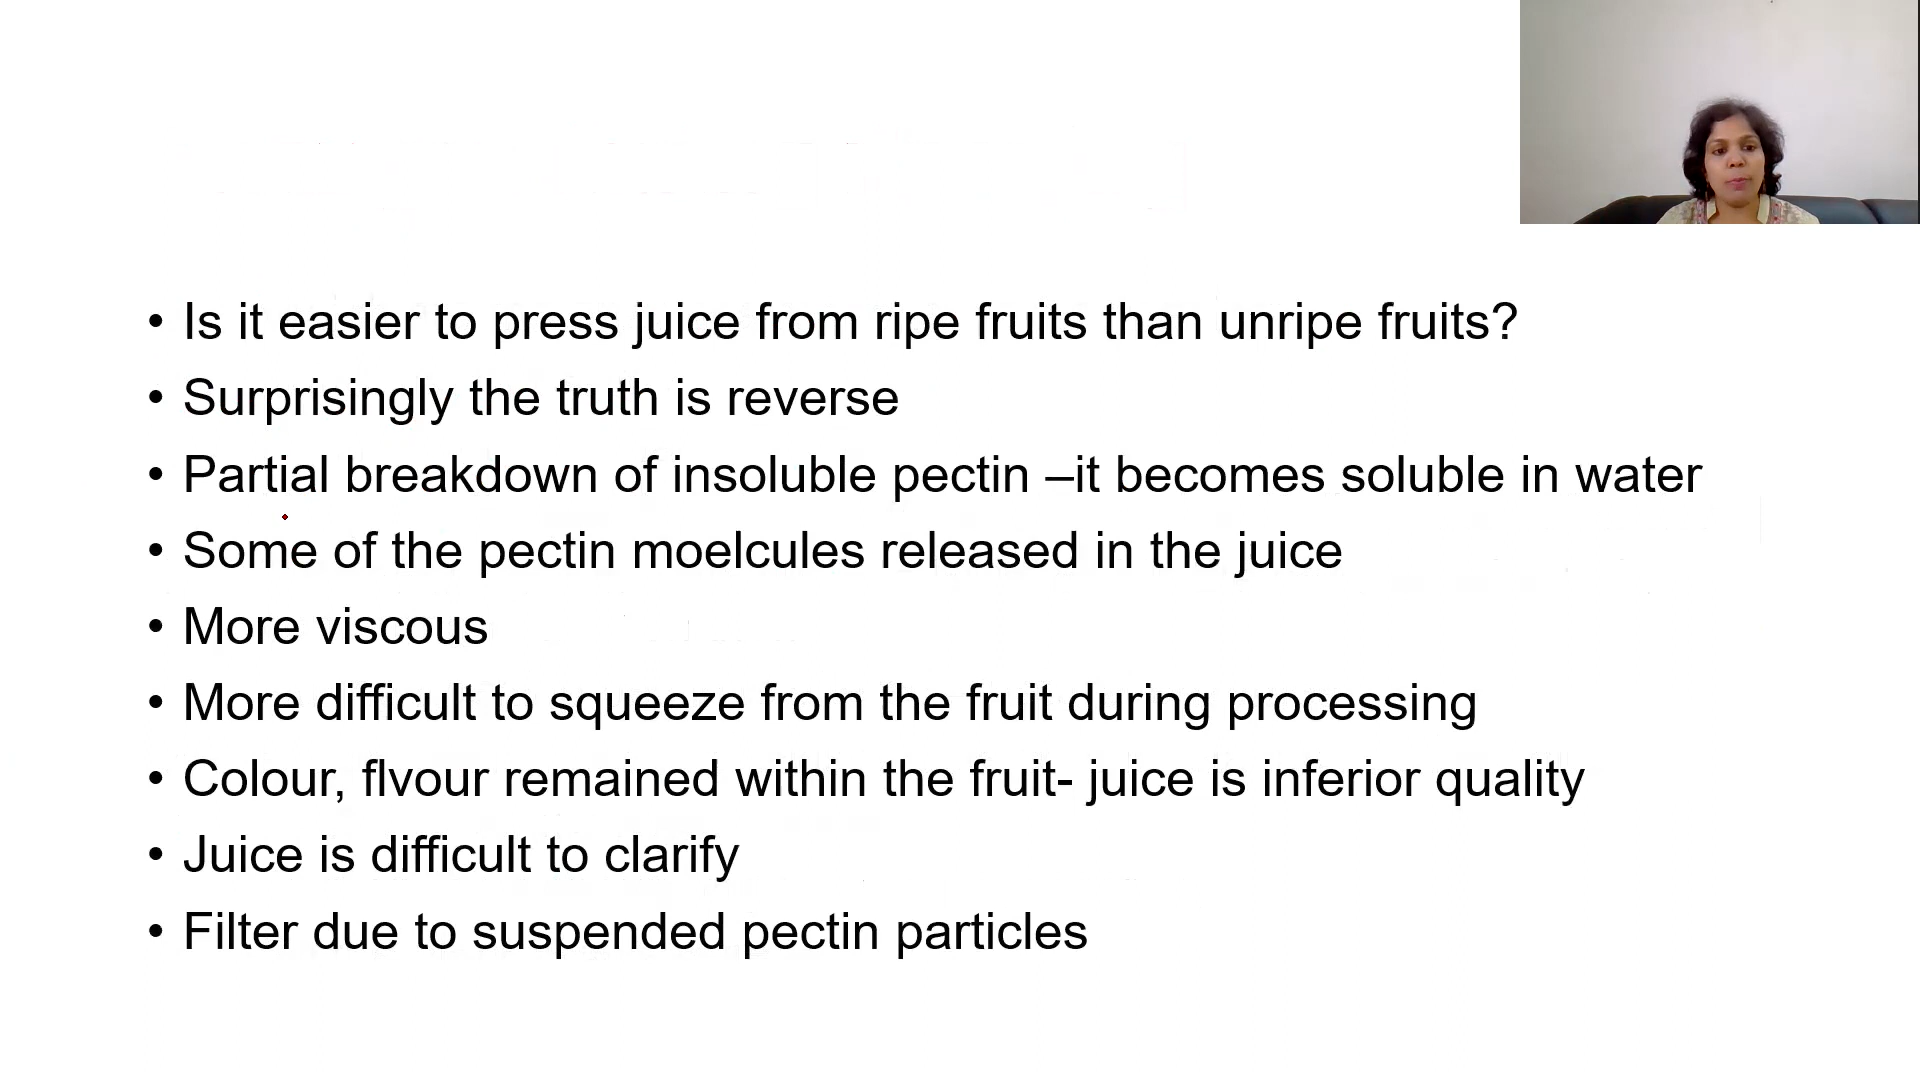 • Is it easier to press juice from ripe fruits than unripe fruits?
• Surprisingly the truth is reverse
• Partial breakdown of insoluble pectin –it becomes soluble in water
• Some of the pectin moelcules released in the juice
• More viscous
• More difficult to squeeze from the fruit during processing
• Colour, flvour remained within the fruit- juice is inferior quality
• Juice is difficult to clarify
• Filter due to suspended pectin particles